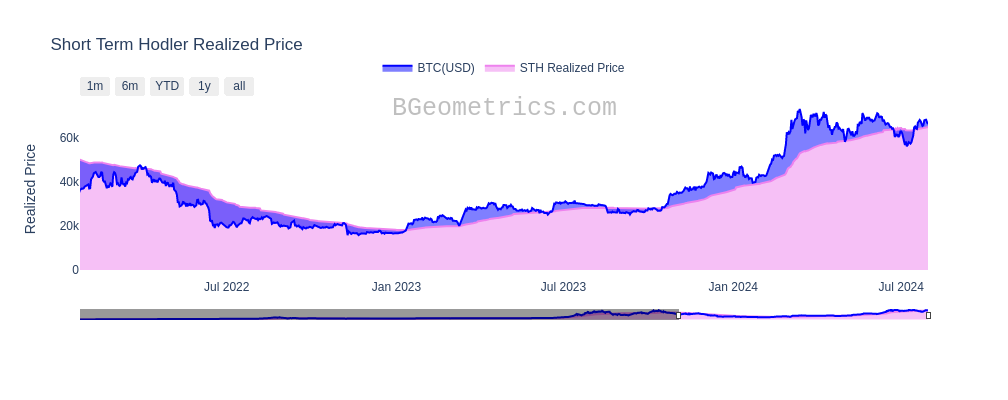 Short Term Hodler Realized Price
BTC(USD) STH Realized Price
1m 6m YTD 1y all
BGeometrics.com
Realized Price
60k
40k
20k
0
Jul 2022 Jan 2023 Jul 2023 Jan 2024 Jul 2024